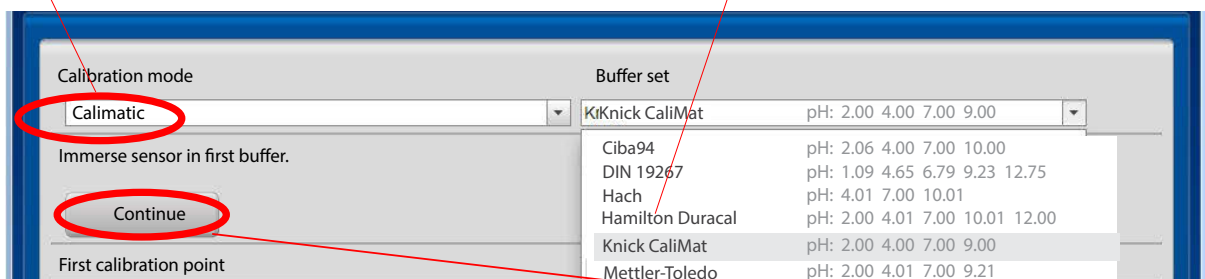 Calibration mode
Buffer set
Calimatic
KrKnick CaliMat pH: 2.00 4.00 7.00 9.00
Immerse sensor in first buffer.
Ciba94 pH: 2.06 4.00 7.00 10.00
DIN 19267 pH: 1.09 4.65 6.79 9.23 12.75
Hach pH: 4.01 7.00 10.01
Hamilton Duracal pH: 2.00 4.01 7.00 10.01 12.00
Knick CaliMat pH: 2.00 4.00 7.00 9.00
Mettler-Toledo pH: 2.00 4.01 7.00 9.21
Continue
First calibration point